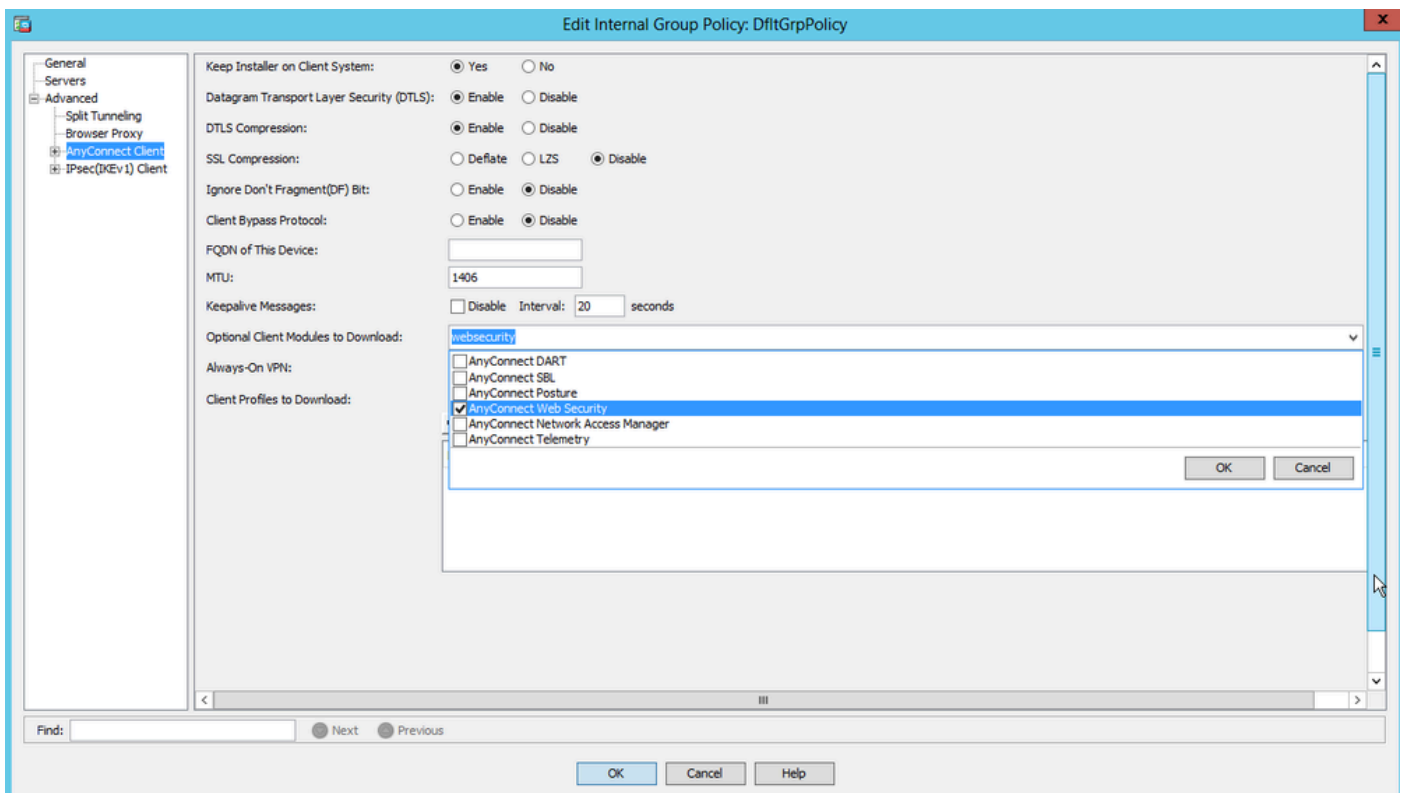 Edit Internal Group Policy: DfltGrpPolicy
x
General
Servers
Advanced
Split Tunneling
Browser Proxy
AnyConnect Client
IPsec(IKEv1) Client
Keep Installer on Client System: Yes No
Datagram Transport Layer Security (DTLS): Enable Disable
DTLS Compression: Enable Disable
SSL Compression: Deflate LZS Disable
Ignore Don't Fragment(DF) Bit: Enable Disable
Client Bypass Protocol: Enable Disable
FQDN of This Device:
MTU: 1406
Keepalive Messages: Disable Interval: 20 seconds
Optional Client Modules to Download: websecurity
Always-On VPN:
Client Profiles to Download:
AnyConnect DART
AnyConnect SBL
AnyConnect Posture
AnyConnect Web Security
AnyConnect Network Access Manager
AnyConnect Telemetry
OK Cancel
Find: Next Previous
OK Cancel Help